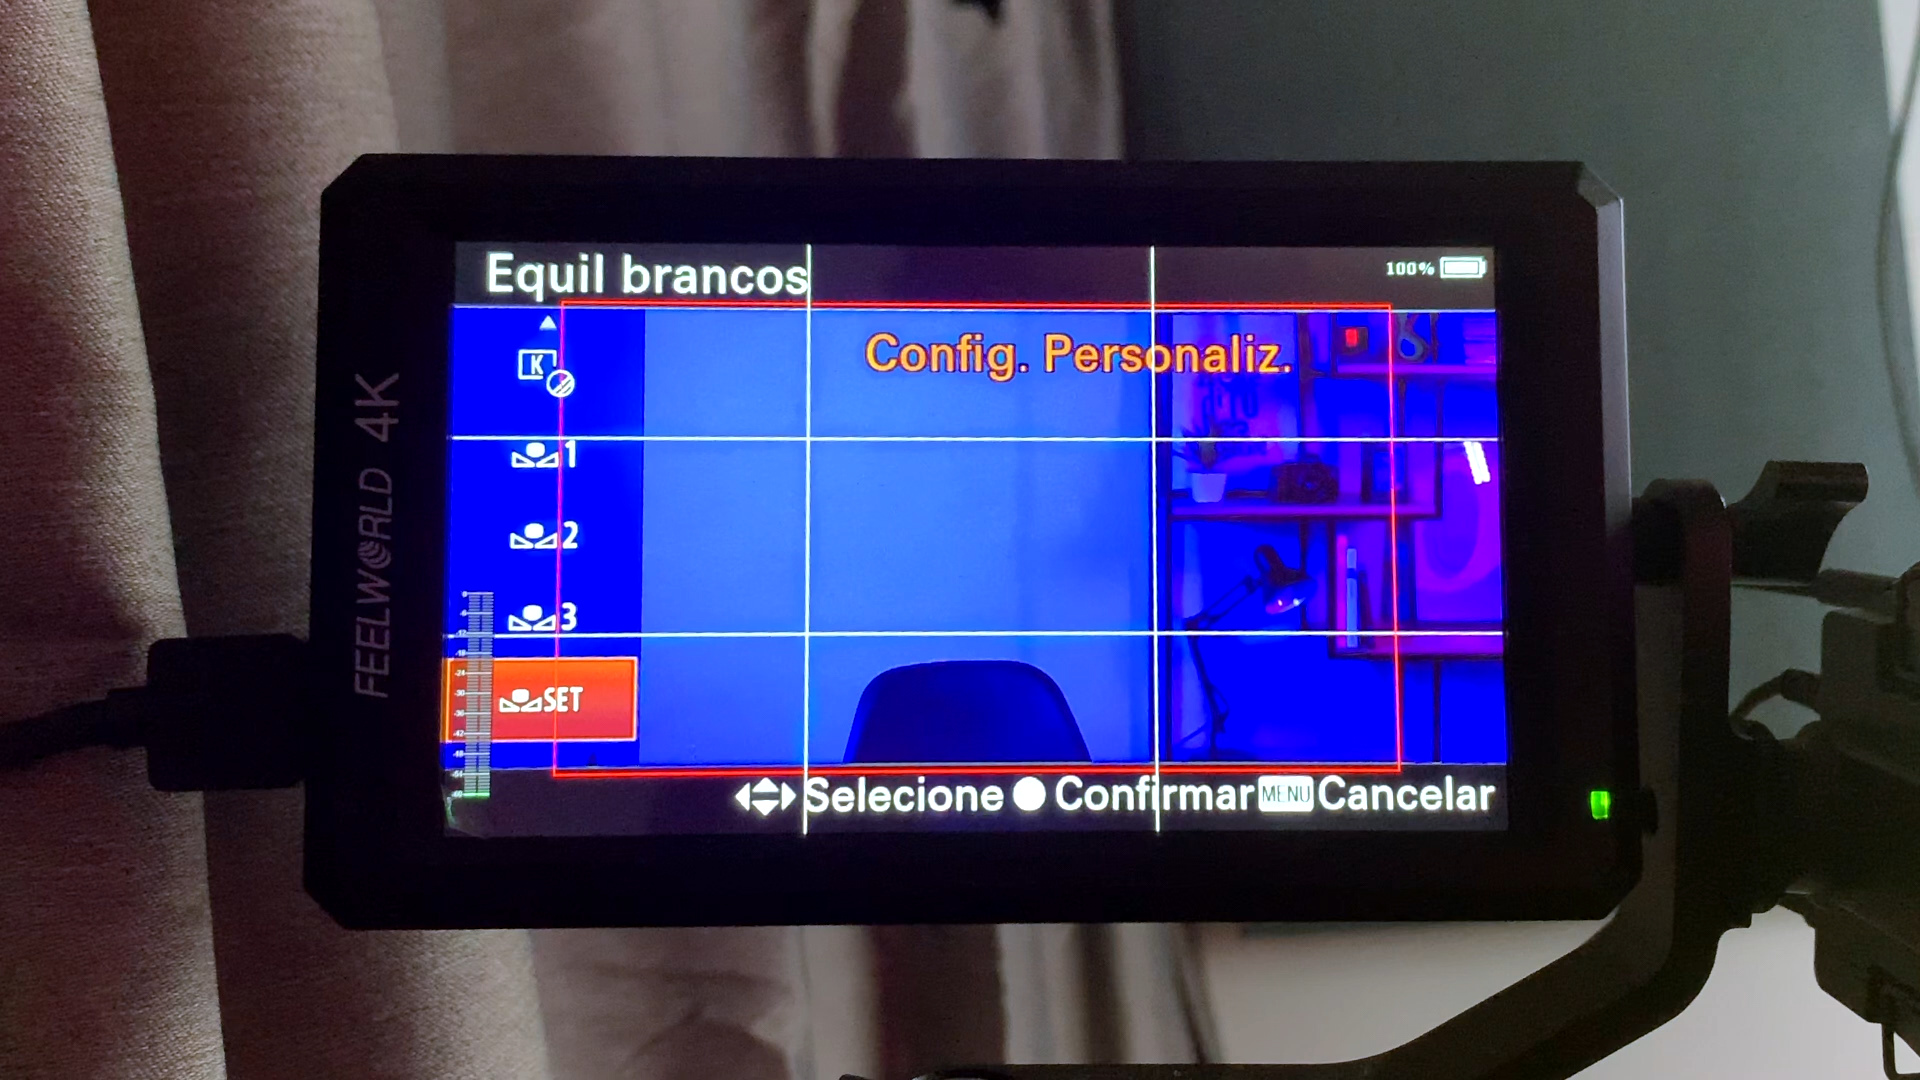 Equil brancos
100%
Config. Personaliz.
K
1
2
3
SET
Selecione Confirmar MENU Cancelar
FEELWORLD 4K